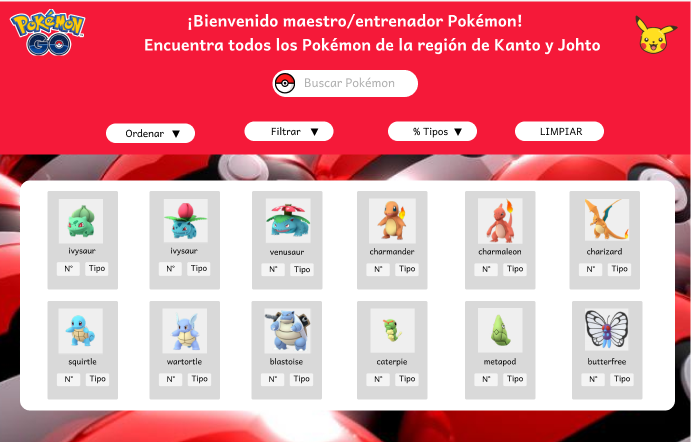 Pokémon
GO
¡Bienvenido maestro/entrenador Pokémon!
Encuentra todos los Pokémon de la región de Kanto y Johto
Buscar Pokémon
Ordenar ▼
Filtrar ▼
% Tipos ▼
LIMPIAR
ivysaur
ivysaur
venusaur
charmander
charmaleon
charizard
N° Tipo
N° Tipo
N° Tipo
N° Tipo
N° Tipo
N° Tipo
squirtle
wartortle
blastoise
caterpie
metapod
butterfree
N° Tipo
N° Tipo
N° Tipo
N° Tipo
N° Tipo
N° Tipo